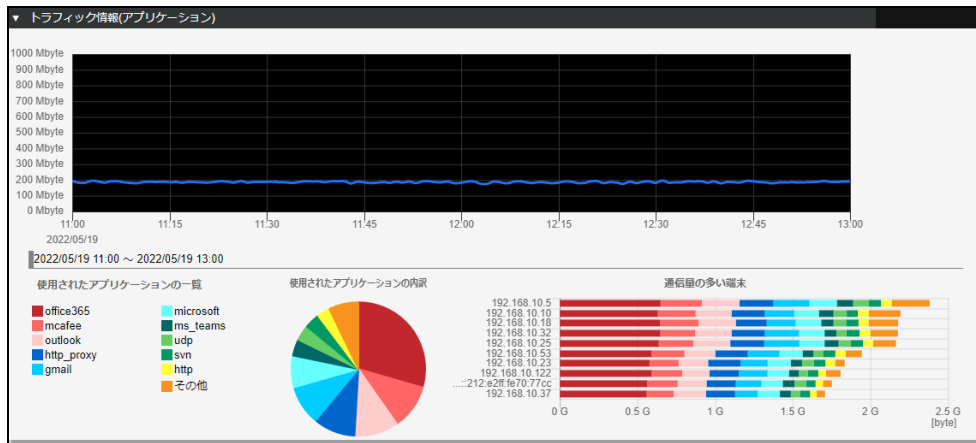 ▼ トラフィック情報(アプリケーション)
1000 Mbyte
900 Mbyte
800 Mbyte
700 Mbyte
600 Mbyte
500 Mbyte
400 Mbyte
300 Mbyte
200 Mbyte
100 Mbyte
0 Mbyte
11:00 11:15 11:30 11:45 12:00 12:15 12:30 12:45 13:00
2022/05/19
2022/05/19 11:00 ～ 2022/05/19 13:00
使用されたアプリケーションの一覧
office365
mcafee
outlook
http_proxy
gmail
microsoft
ms_teams
udp
svn
http
その他
使用されたアプリケーションの内訳
通信量の多い端末
192.168.10.5
192.168.10.10
192.168.10.18
192.168.10.32
192.168.10.25
192.168.10.53
192.168.10.23
192.168.10.122
...::212:e2ff:fe70:77cc
192.168.10.37
0 G 0.5 G 1 G 1.5 G 2 G 2.5 G
[byte]